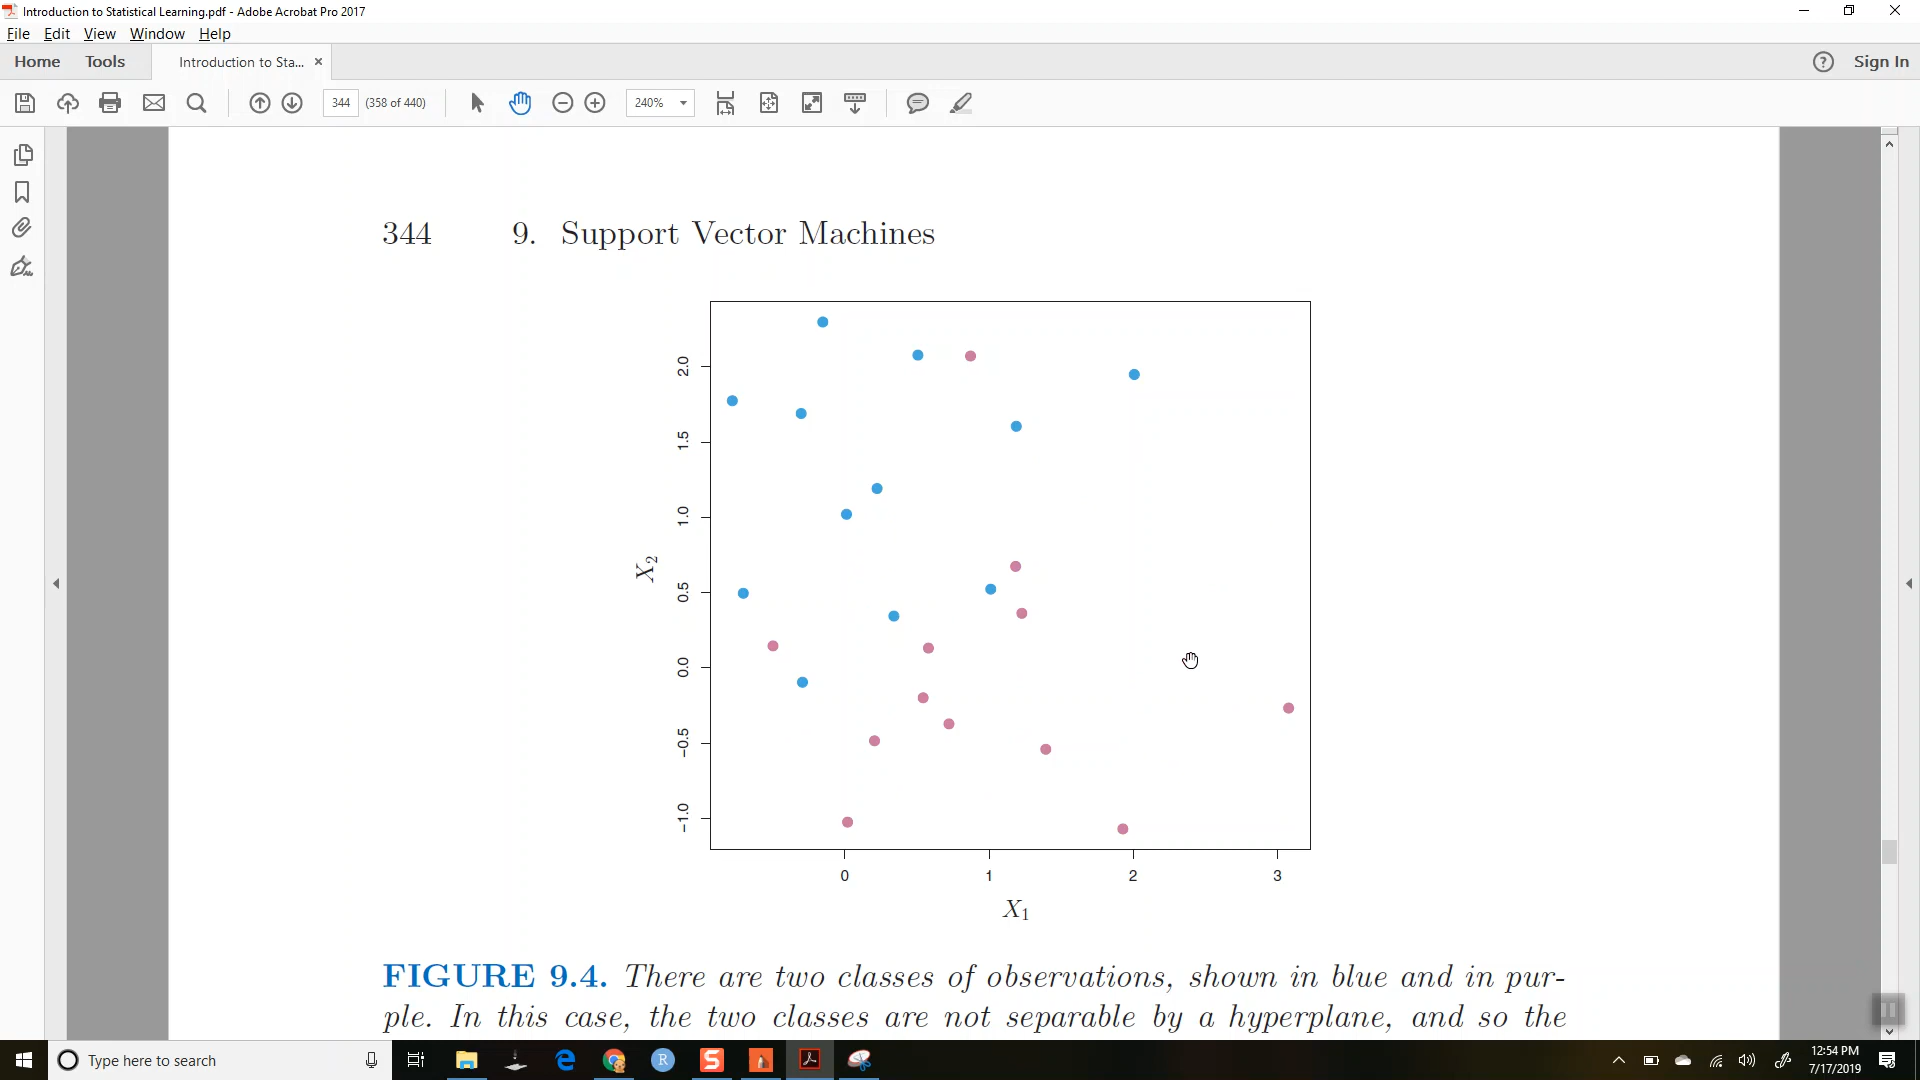 Introduction to Statistical Learning.pdf - Adobe Acrobat Pro 2017
File Edit View Window Help
Home Tools Introduction to Sta... × Sign In
344 (358 of 440) 240%
344 9. Support Vector Machines
2.0
1.5
1.0
0.5
0.0
−0.5
−1.0
X2
0 1 2 3
X1
FIGURE 9.4. There are two classes of observations, shown in blue and in pur-
ple. In this case, the two classes are not separable by a hyperplane, and so the
Type here to search
12:54 PM
7/17/2019